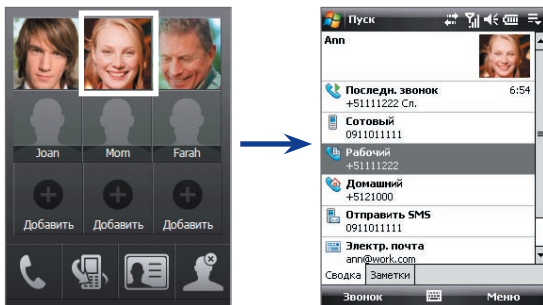 Joan Mom Farah
Добавить Добавить Добавить
Пуск
Ann
Последн. звонок 6:54
+51111222 Сл.
Сотовый
0911011111
Рабочий
+51111222
Домашний
+5121000
Отправить SMS
0911011111
Электр. почта
ann@work.com
Сводка Заметки
Звонок Меню